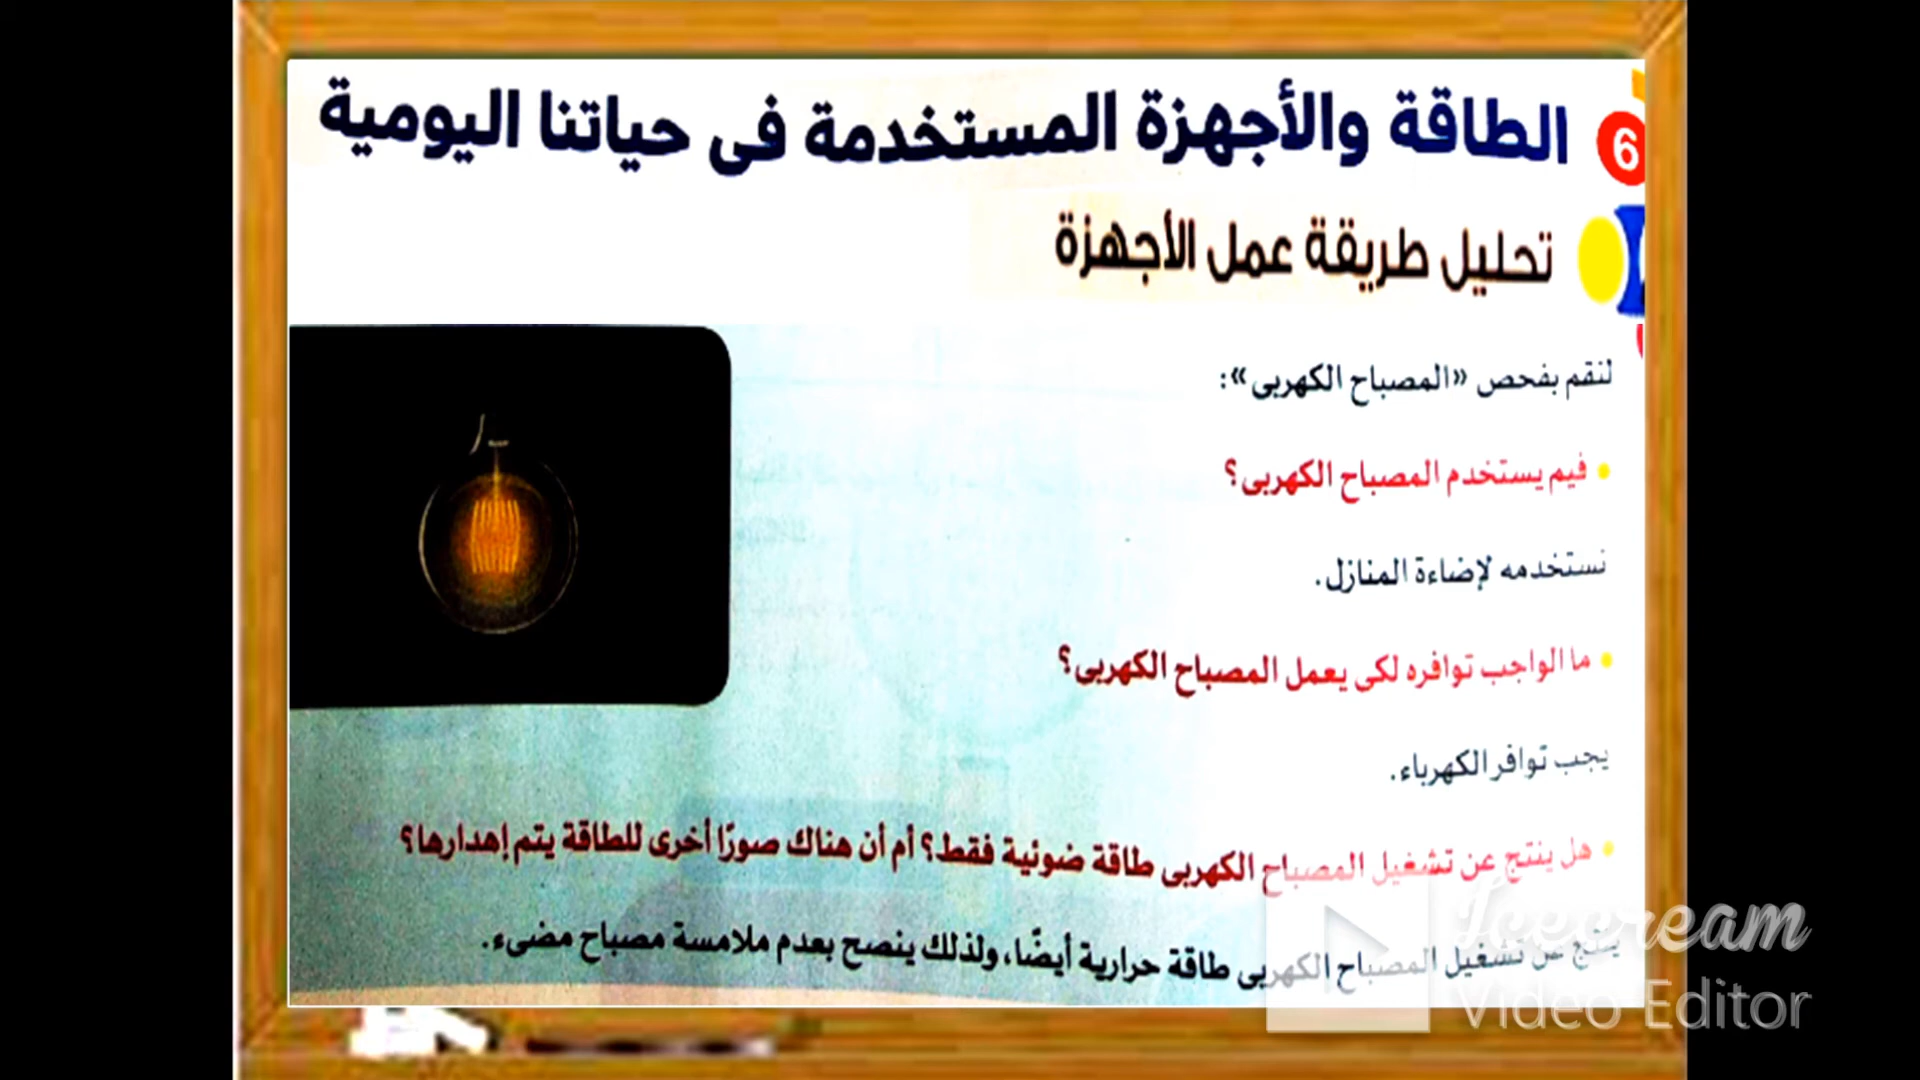 6 الطاقة والأجهزة المستخدمة فى حياتنا اليومية
تحليل طريقة عمل الأجهزة
لنقم بفحص «المصباح الكهربى»:
• فيم يستخدم المصباح الكهربى؟
نستخدمه لإضاءة المنازل.
• ما الواجب توافره لكى يعمل المصباح الكهربى؟
يجب توافر الكهرباء.
• هل ينتج عن تشغيل المصباح الكهربى طاقة ضوئية فقط؟ أم أن هناك صورًا أخرى للطاقة يتم إهدارها؟
ينتج عن تشغيل المصباح الكهربى طاقة حرارية أيضًا، ولذلك ينصح بعدم ملامسة مصباح مضىء.
Icecream
Video Editor